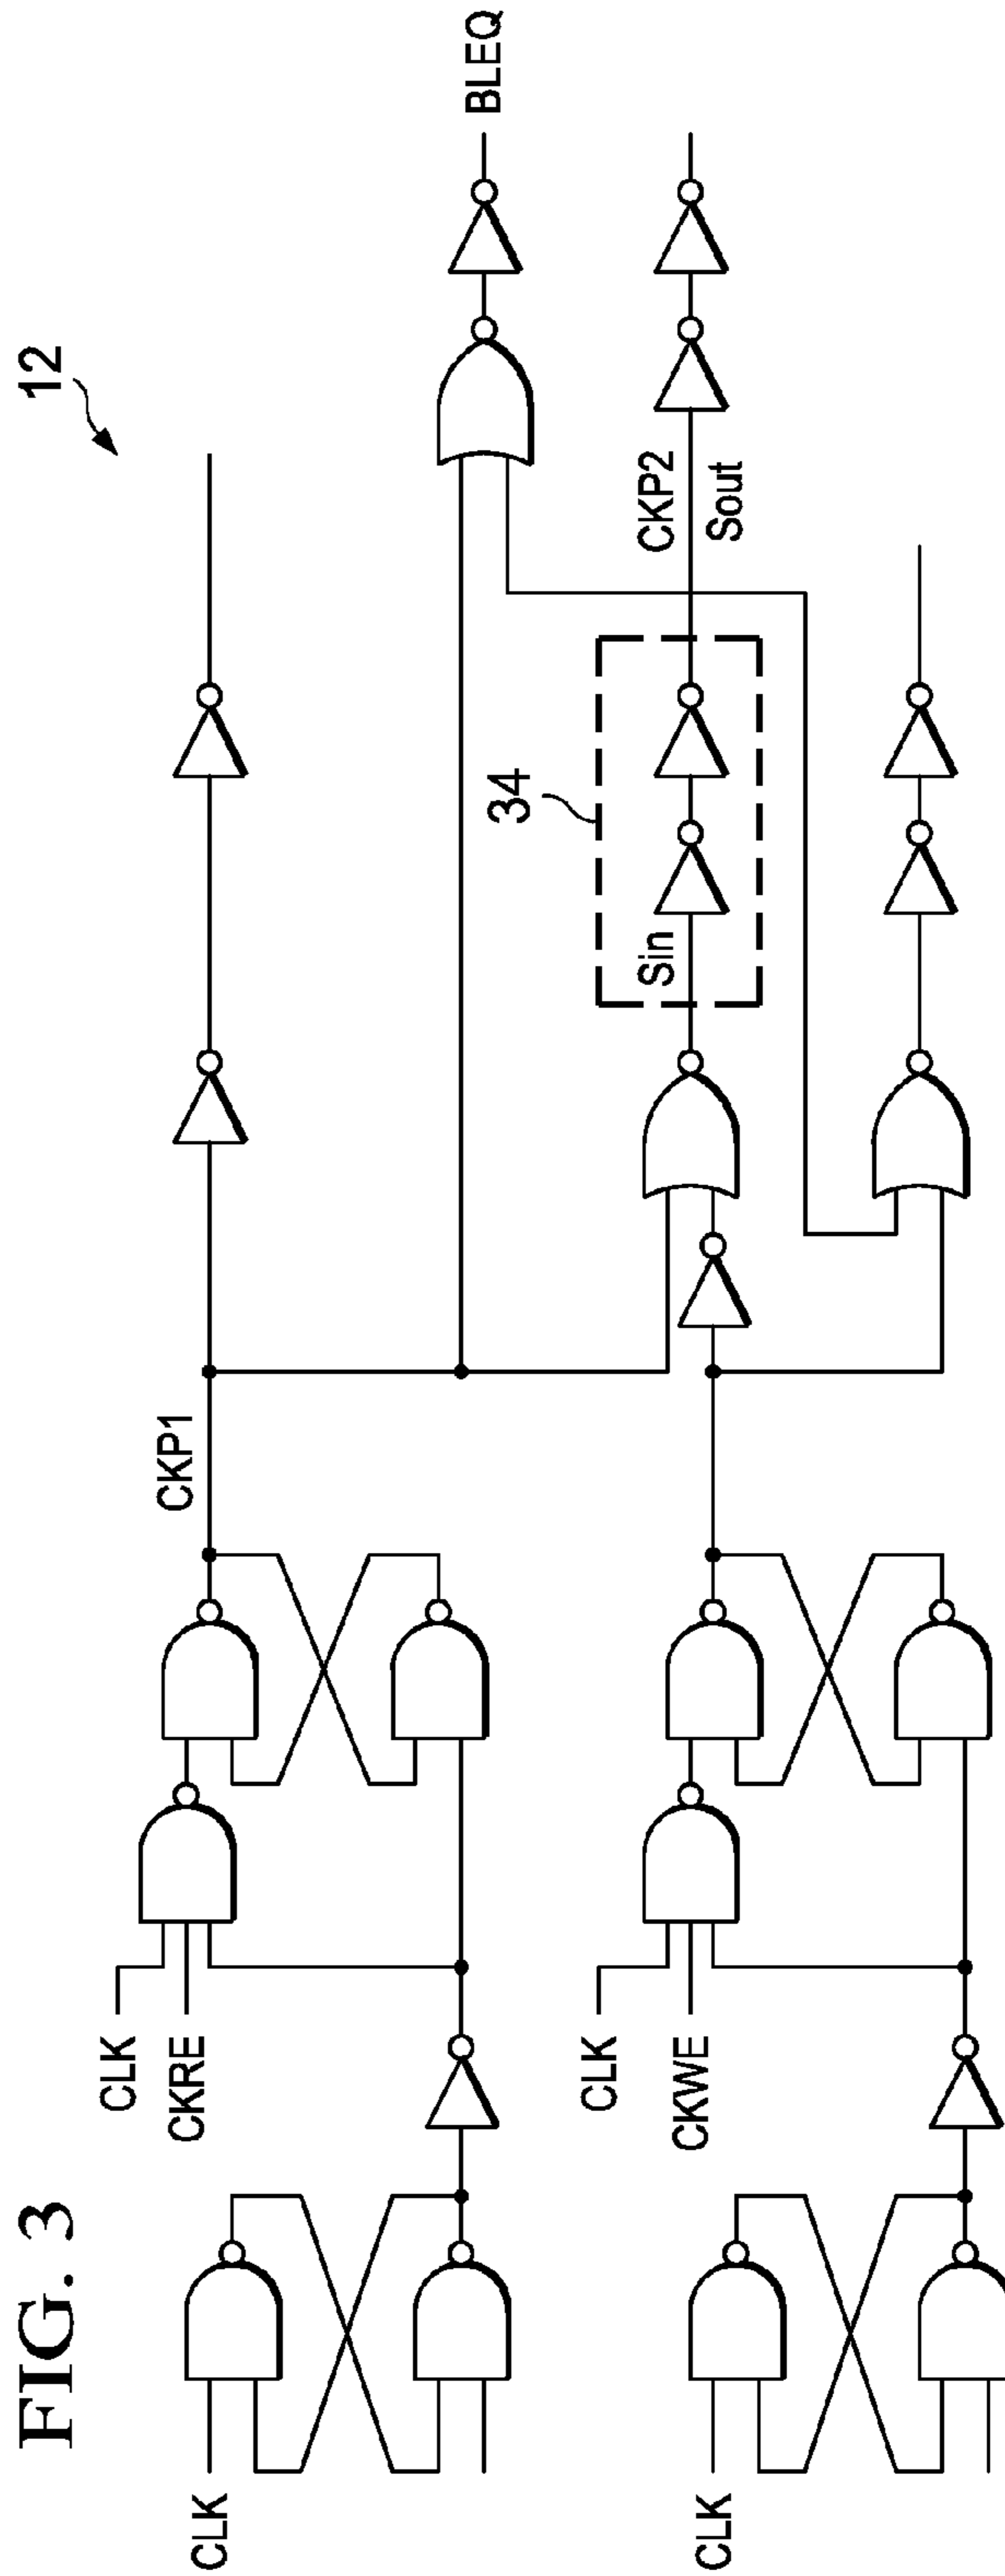 FIG. 3
12
CLK
CLK
CKRE
CKP1
BLEQ
34
Sin
CKP2
Sout
CLK
CLK
CKWE